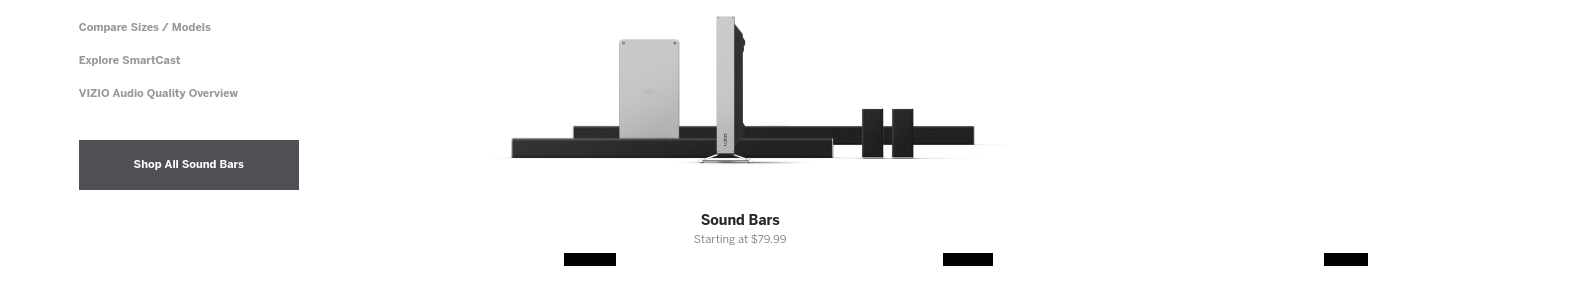 Compare Sizes / Models
Explore SmartCast
VIZIO Audio Quality Overview
Shop All Sound Bars
Sound Bars
Starting at $79.99